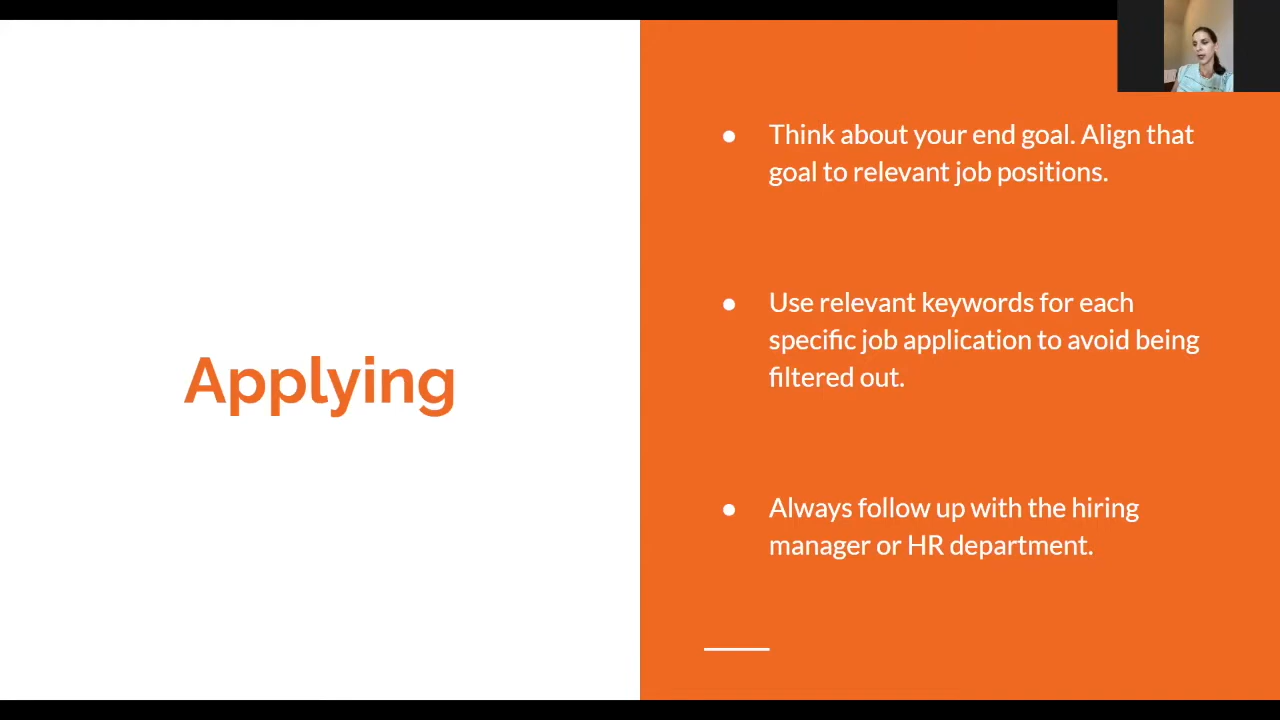 Applying
● Think about your end goal. Align that
goal to relevant job positions.
● Use relevant keywords for each
specific job application to avoid being
filtered out.
● Always follow up with the hiring
manager or HR department.